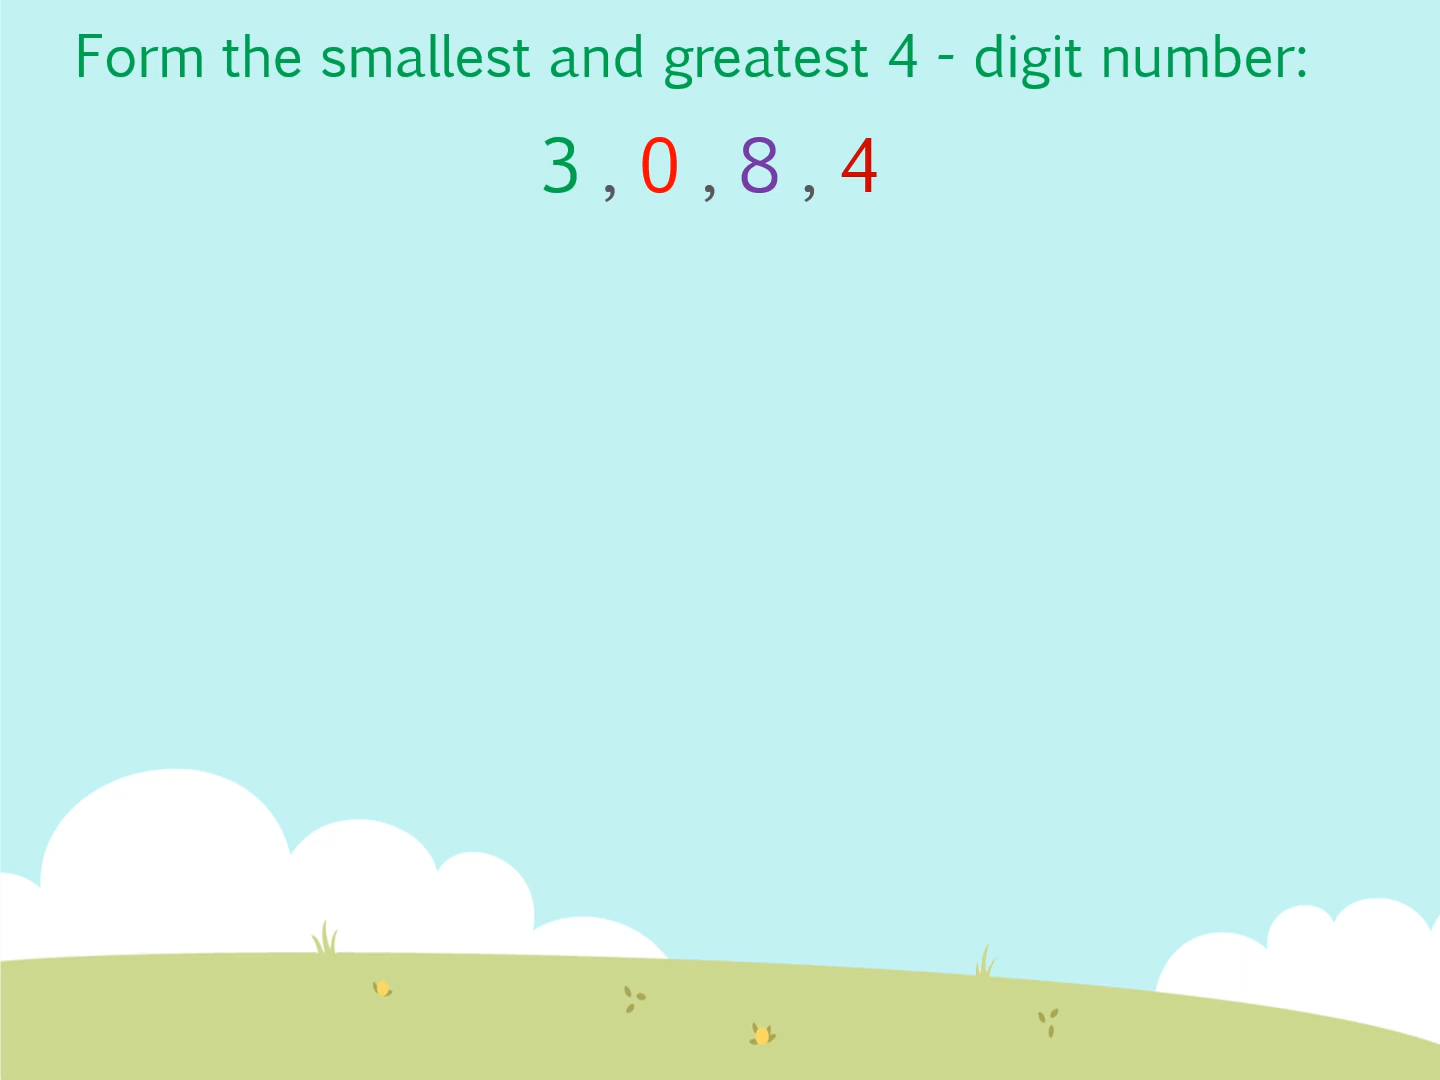 Form the smallest and greatest 4 - digit number:
3 , 0 , 8 , 4